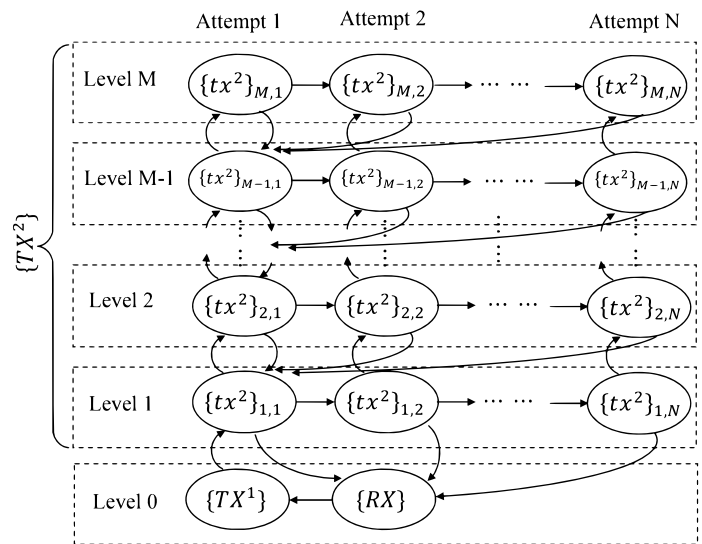 Attempt 1 Attempt 2 Attempt N
Level M {tx²}_{M,1} {tx²}_{M,2} ... ... {tx²}_{M,N}
Level M-1 {tx²}_{M−1,1} {tx²}_{M−1,2} ... ... {tx²}_{M−1,N}
{TX²}
Level 2 {tx²}_{2,1} {tx²}_{2,2} ... ... {tx²}_{2,N}
Level 1 {tx²}_{1,1} {tx²}_{1,2} ... ... {tx²}_{1,N}
Level 0 {TX¹} {RX}